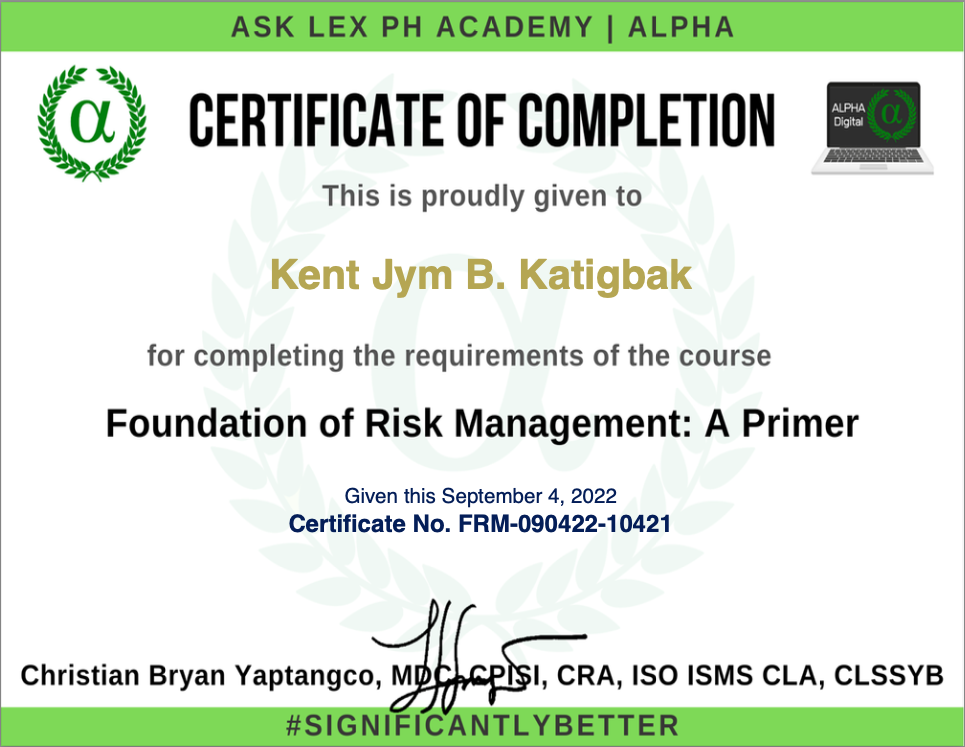 ASK LEX PH ACADEMY | ALPHA
α
CERTIFICATE OF COMPLETION
ALPHA
Digital
α
This is proudly given to
Kent Jym B. Katigbak
for completing the requirements of the course
Foundation of Risk Management: A Primer
Given this September 4, 2022
Certificate No. FRM-090422-10421
Christian Bryan Yaptangco, MDC, CPISI, CRA, ISO ISMS CLA, CLSSYB
#SIGNIFICANTLYBETTER